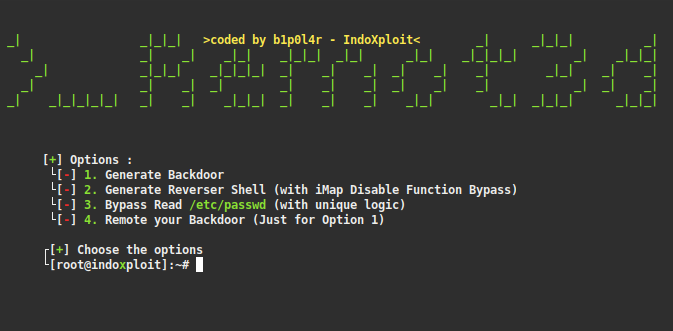 >coded by b1p0l4r - IndoXploit<
>_ Remot3d
[+] Options :
[-] 1. Generate Backdoor
[-] 2. Generate Reverser Shell (with iMap Disable Function Bypass)
[-] 3. Bypass Read /etc/passwd (with unique logic)
[-] 4. Remote your Backdoor (Just for Option 1)
[+] Choose the options
[root@indoxploit]:~#